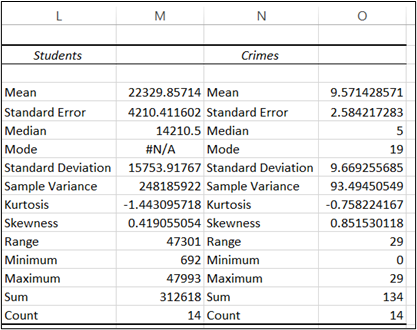 L M N O
Students Crimes
Mean 22329.85714 Mean 9.571428571
Standard Error 4210.411602 Standard Error 2.584217283
Median 14210.5 Median 5
Mode #N/A Mode 19
Standard Deviation 15753.91767 Standard Deviation 9.669255685
Sample Variance 248185922 Sample Variance 93.49450549
Kurtosis -1.443095718 Kurtosis -0.758224167
Skewness 0.419055054 Skewness 0.851530118
Range 47301 Range 29
Minimum 692 Minimum 0
Maximum 47993 Maximum 29
Sum 312618 Sum 134
Count 14 Count 14